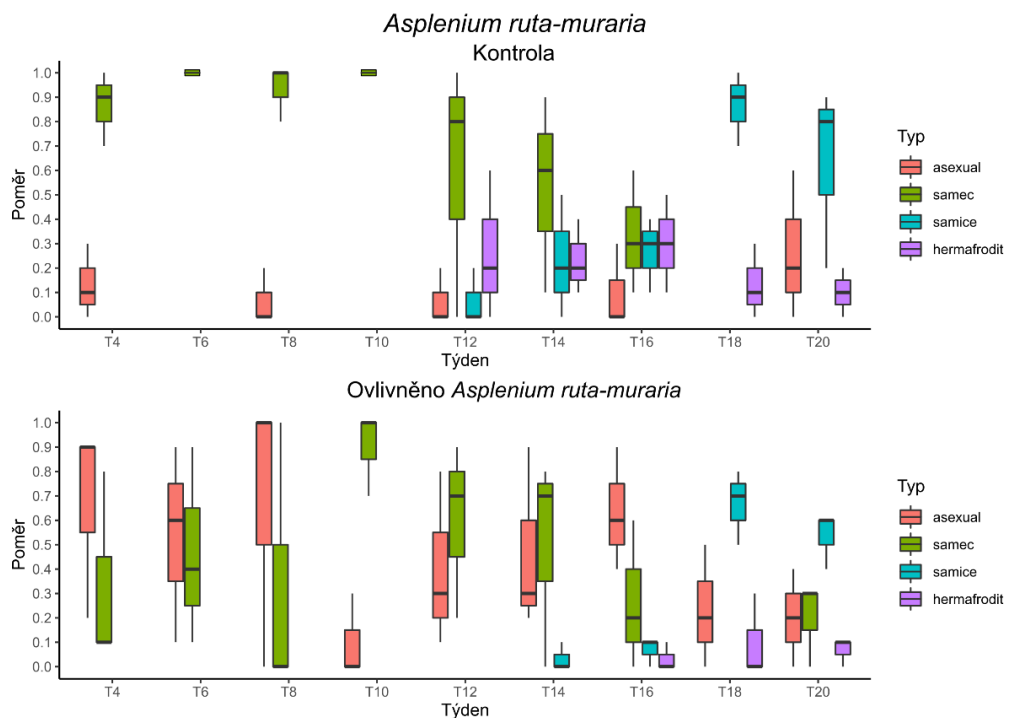 Asplenium ruta-muraria
Kontrola
1.0
0.9
0.8
0.7
0.6
0.5
0.4
0.3
0.2
0.1
0.0
Poměr
T4 T6 T8 T10 T12 T14 T16 T18 T20
Týden
Typ
asexual
samec
samice
hermafrodit
Ovlivněno Asplenium ruta-muraria
1.0
0.9
0.8
0.7
0.6
0.5
0.4
0.3
0.2
0.1
0.0
Poměr
T4 T6 T8 T10 T12 T14 T16 T18 T20
Týden
Typ
asexual
samec
samice
hermafrodit